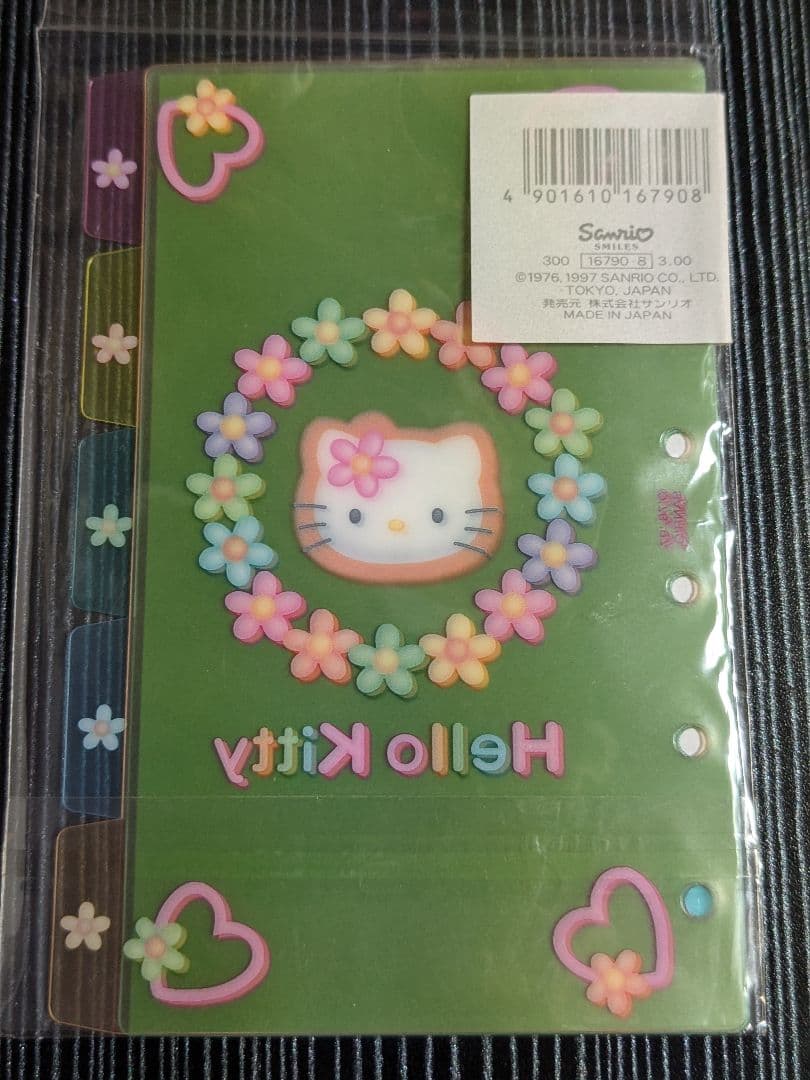 4 901610 167908
Sanrio
SMILES
300 16790-8 3.00
©1976, 1997 SANRIO CO., LTD.
TOKYO, JAPAN
発売元 株式会社サンリオ
MADE IN JAPAN
Hello Kitty